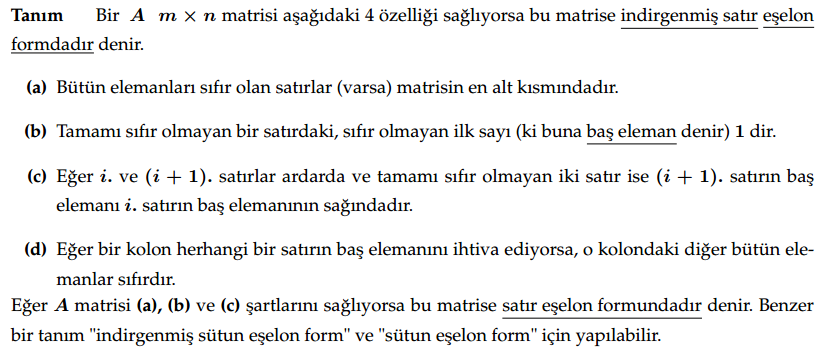 Tanım Bir A m × n matrisi aşağıdaki 4 özelliği sağlıyorsa bu matrise indirgenmiş satır eşelon
formdadır denir.
(a) Bütün elemanları sıfır olan satırlar (varsa) matrisin en alt kısmındadır.
(b) Tamamı sıfır olmayan bir satırdaki, sıfır olmayan ilk sayı (ki buna baş eleman denir) 1 dir.
(c) Eğer i. ve (i + 1). satırlar ardarda ve tamamı sıfır olmayan iki satır ise (i + 1). satırın baş
elemanı i. satırın baş elemanının sağındadır.
(d) Eğer bir kolon herhangi bir satırın baş elemanını ihtiva ediyorsa, o kolondaki diğer bütün ele-
manlar sıfırdır.
Eğer A matrisi (a), (b) ve (c) şartlarını sağlıyorsa bu matrise satır eşelon formundadır denir. Benzer
bir tanım "indirgenmiş sütun eşelon form" ve "sütun eşelon form" için yapılabilir.